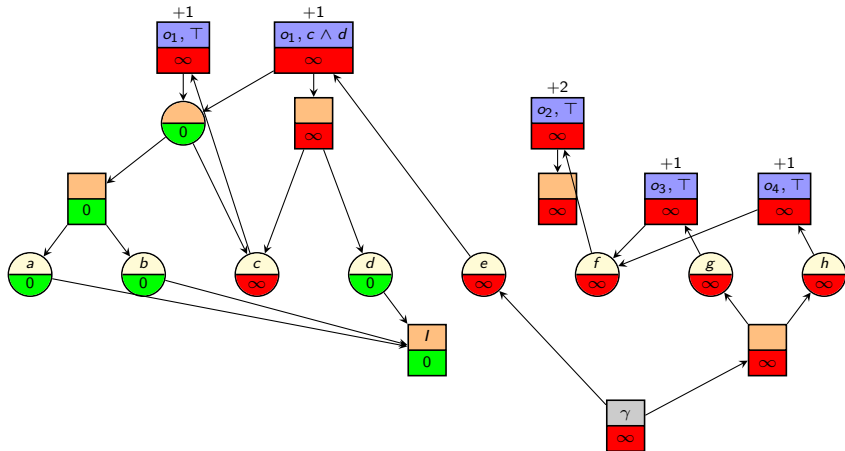 +1 +1
o₁, ⊤ o₁, c ∧ d
∞ ∞
+2
o₂, ⊤
∞
0 ∞
+1 +1
o₃, ⊤ o₄, ⊤
0 ∞ ∞ ∞
a b c d e f g h
0 0 ∞ 0 ∞ ∞ ∞ ∞
I
0 ∞
γ
∞